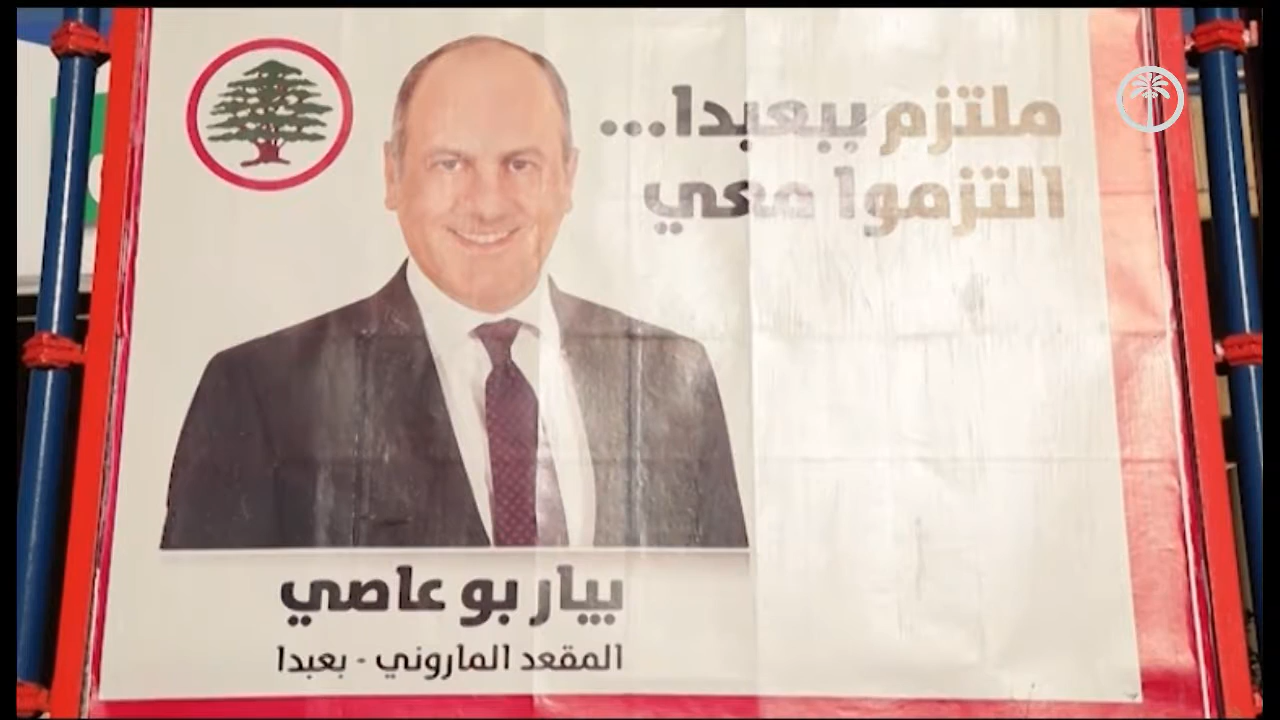 ملتزم ببعبدا...
التزموا معي
بيار بو عاصي
المقعد الماروني - بعبدا